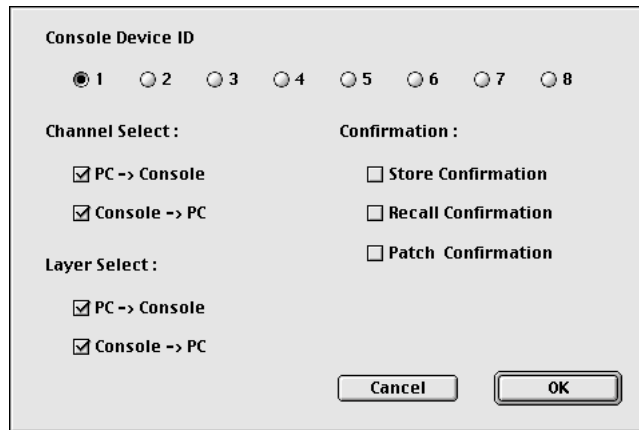 Console Device ID
1 2 3 4 5 6 7 8
Channel Select :
PC -> Console
Console -> PC
Layer Select :
PC -> Console
Console -> PC
Confirmation :
Store Confirmation
Recall Confirmation
Patch Confirmation
Cancel OK